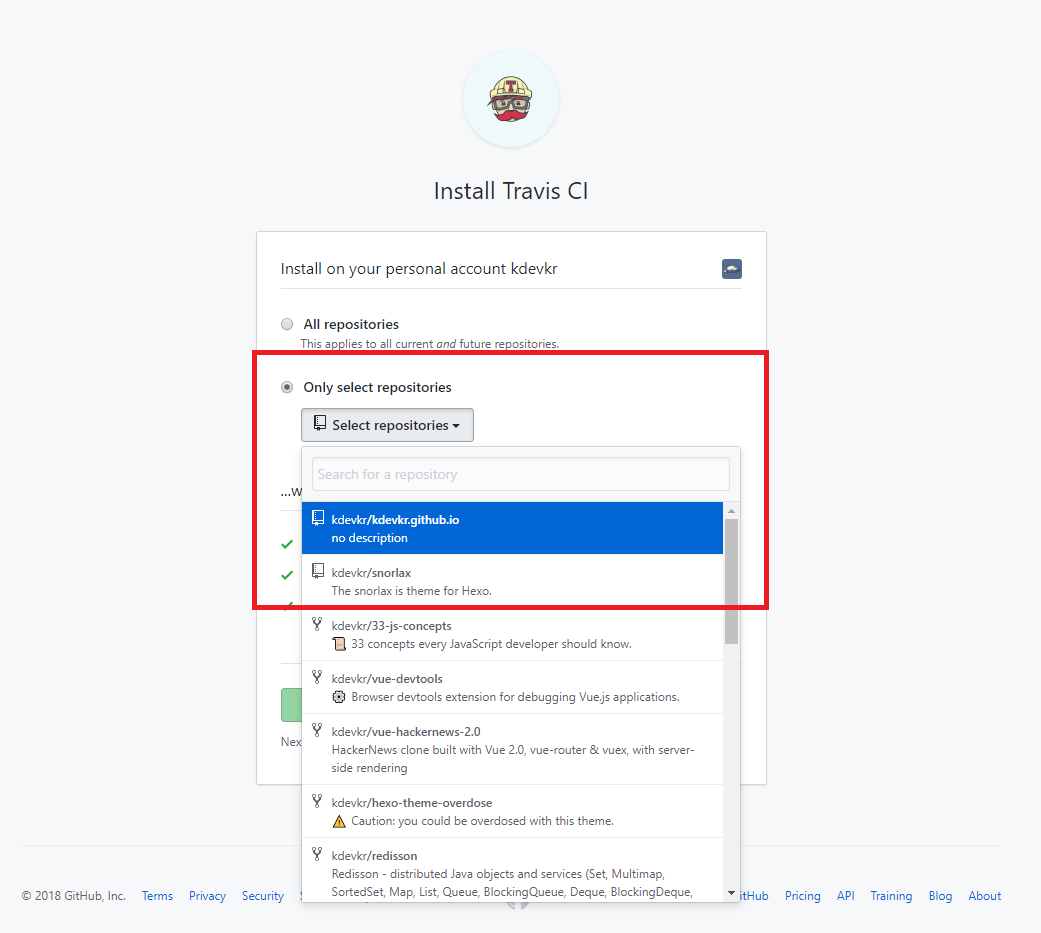 T
Install Travis CI
Install on your personal account kdevkr
All repositories
This applies to all current and future repositories.
Only select repositories
Select repositories
Search for a repository
...w
kdevkr/kdevkr.github.io
no description
kdevkr/snorlax
The snorlax is theme for Hexo.
kdevkr/33-js-concepts
33 concepts every JavaScript developer should know.
kdevkr/vue-devtools
Browser devtools extension for debugging Vue.js applications.
kdevkr/vue-hackernews-2.0
HackerNews clone built with Vue 2.0, vue-router & vuex, with server-
side rendering
Nex
kdevkr/hexo-theme-overdose
Caution: you could be overdosed with this theme.
kdevkr/redisson
Redisson - distributed Java objects and services (Set, Multimap,
SortedSet, Map, List, Queue, BlockingQueue, Deque, BlockingDeque,
© 2018 GitHub, Inc. Terms Privacy Security itHub Pricing API Training Blog About